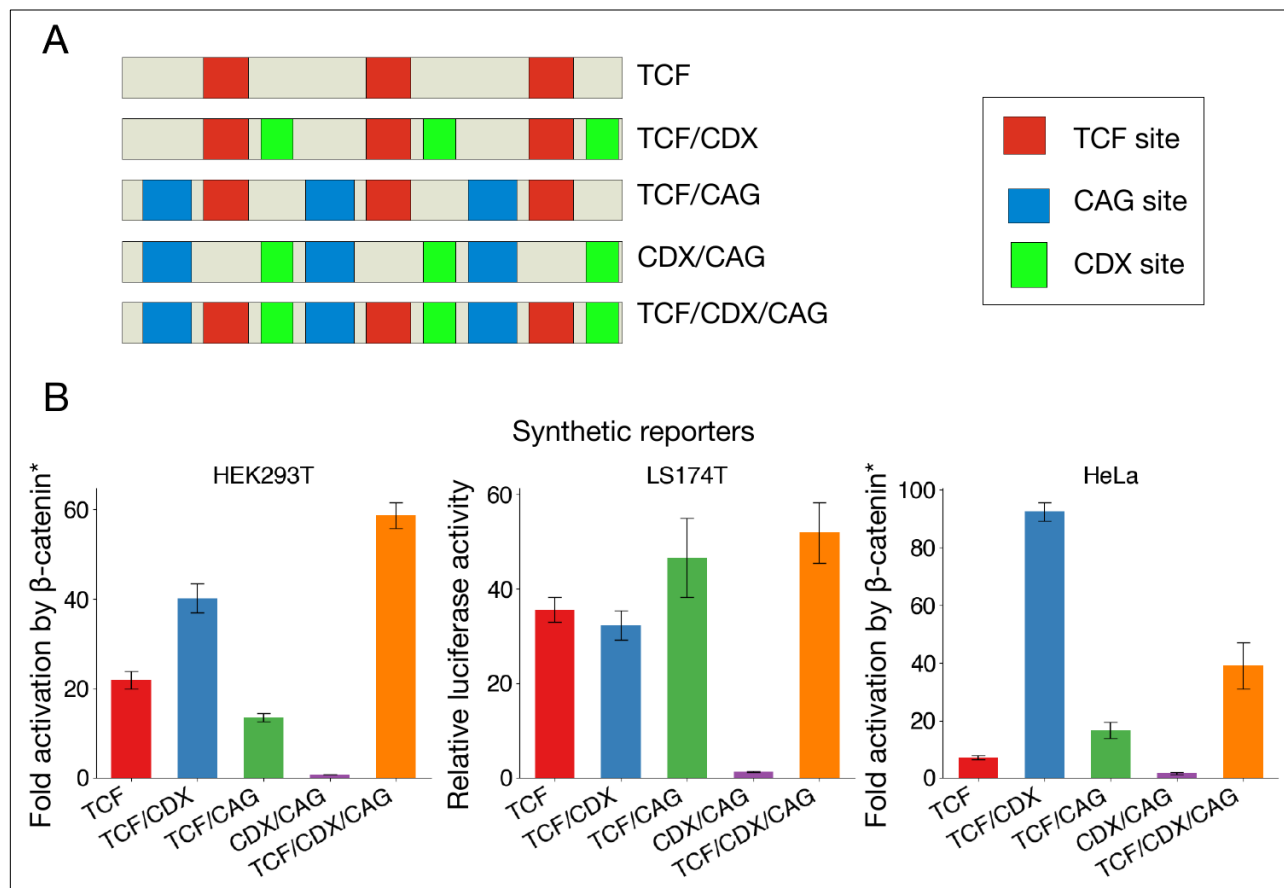 A
TCF
TCF/CDX
TCF/CAG
CDX/CAG
TCF/CDX/CAG
TCF site
CAG site
CDX site
B
Synthetic reporters
HEK293T
Fold activation by β-catenin*
60
40
20
0
TCF
TCF/CDX
TCF/CAG
CDX/CAG
TCF/CDX/CAG
LS174T
Relative luciferase activity
60
40
20
0
TCF
TCF/CDX
TCF/CAG
CDX/CAG
TCF/CDX/CAG
HeLa
Fold activation by β-catenin*
100
80
60
40
20
0
TCF
TCF/CDX
TCF/CAG
CDX/CAG
TCF/CDX/CAG